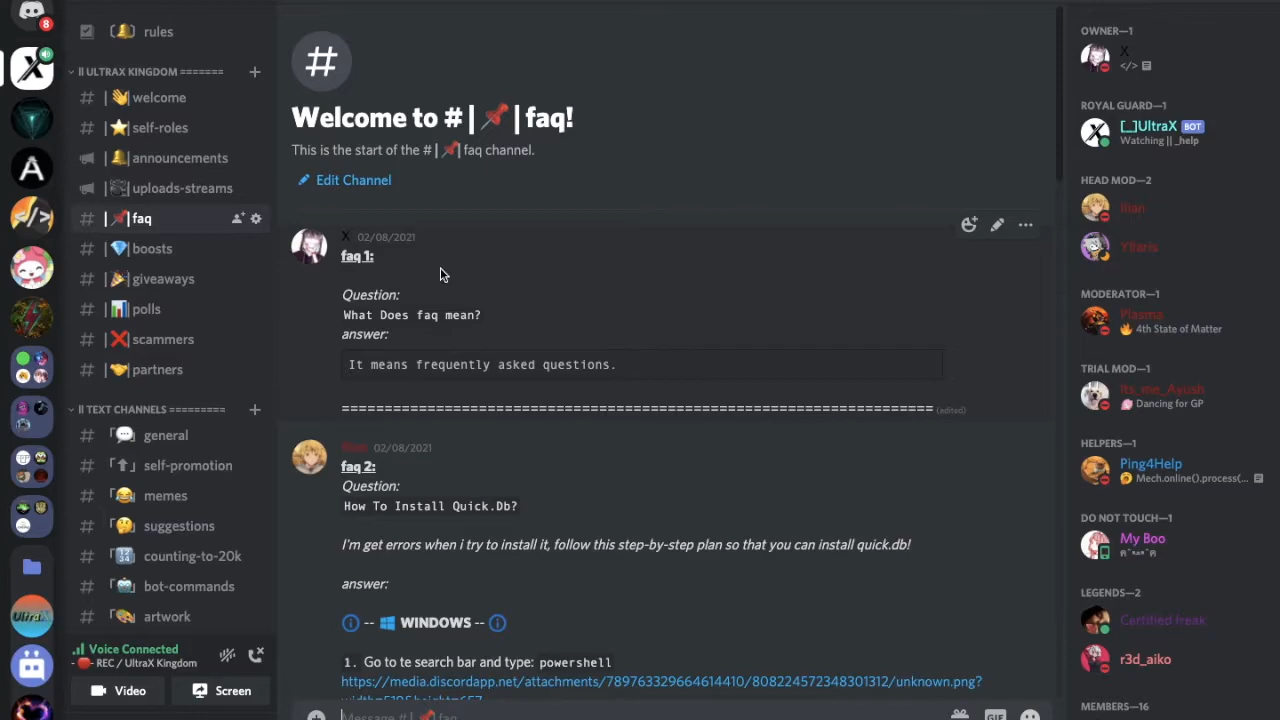 8
rules
|| ULTRAX KINGDOM =======
welcome
self-roles
announcements
uploads-streams
faq
boosts
giveaways
polls
scammers
partners
|| TEXT CHANNELS =========
general
self-promotion
memes
suggestions
counting-to-20k
bot-commands
artwork
Voice Connected
REC / UltraX Kingdom
Video
Screen
UltraX
Welcome to # | 📌 | faq!
This is the start of the # | 📌 | faq channel.
Edit Channel
X 02/08/2021
faq 1:
Question:
What Does faq mean?
answer:
It means frequently asked questions.
(edited)
02/08/2021
faq 2:
Question:
How To Install Quick.Db?
I'm get errors when i try to install it, follow this step-by-step plan so that you can install quick.db!
answer:
-- WINDOWS --
1. Go to te search bar and type: powershell
https://media.discordapp.net/attachments/789763329664614410/808224572348301312/unknown.png?
Message # | 📌 faq
GIF
OWNER—1
X
</>
ROYAL GUARD—1
[_]UltraX BOT
Watching || _help
HEAD MOD—2
Ilian
Yllaris
MODERATOR—1
Plasma
4th State of Matter
TRIAL MOD—1
Its_me_Ayush
Dancing for GP
HELPERS—1
Ping4Help
Mech.online().process(...
DO NOT TOUCH—1
My Boo
LEGENDS—2
Certified freak
r3d_aiko
MEMBERS—16